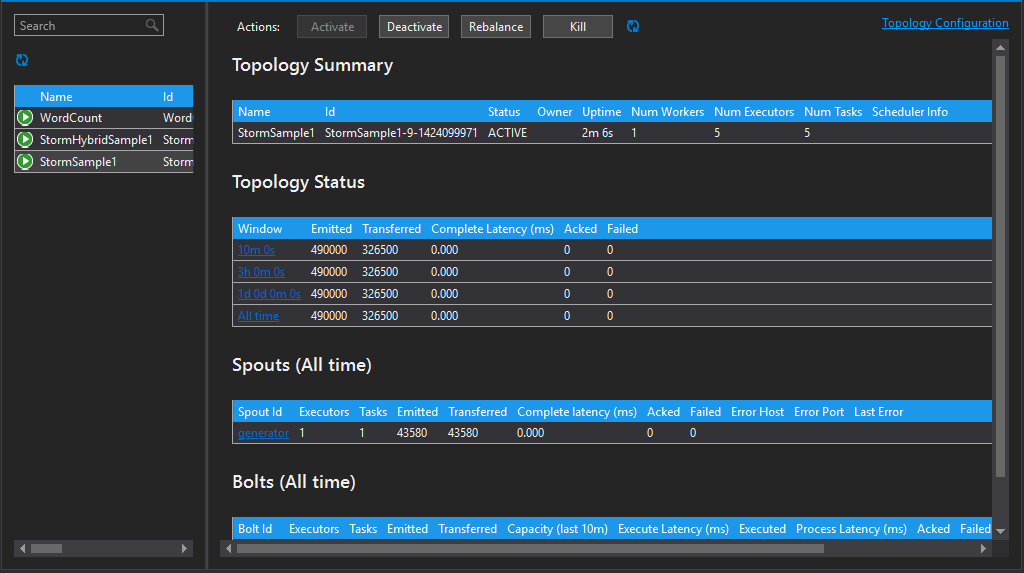 Search
Name Id
WordCount Word
StormHybridSample1 Storm
StormSample1 Storm
Actions: Activate Deactivate Rebalance Kill
Topology Configuration
Topology Summary
Name Id Status Owner Uptime Num Workers Num Executors Num Tasks Scheduler Info
StormSample1 StormSample1-9-1424099971 ACTIVE 2m 6s 1 5 5
Topology Status
Window Emitted Transferred Complete Latency (ms) Acked Failed
10m 0s 490000 326500 0.000 0 0
3h 0m 0s 490000 326500 0.000 0 0
1d 0d 0m 0s 490000 326500 0.000 0 0
All time 490000 326500 0.000 0 0
Spouts (All time)
Spout Id Executors Tasks Emitted Transferred Complete latency (ms) Acked Failed Error Host Error Port Last Error
generator 1 1 43580 43580 0.000 0 0
Bolts (All time)
Bolt Id Executors Tasks Emitted Transferred Capacity (last 10m) Execute Latency (ms) Executed Process Latency (ms) Acked Failed